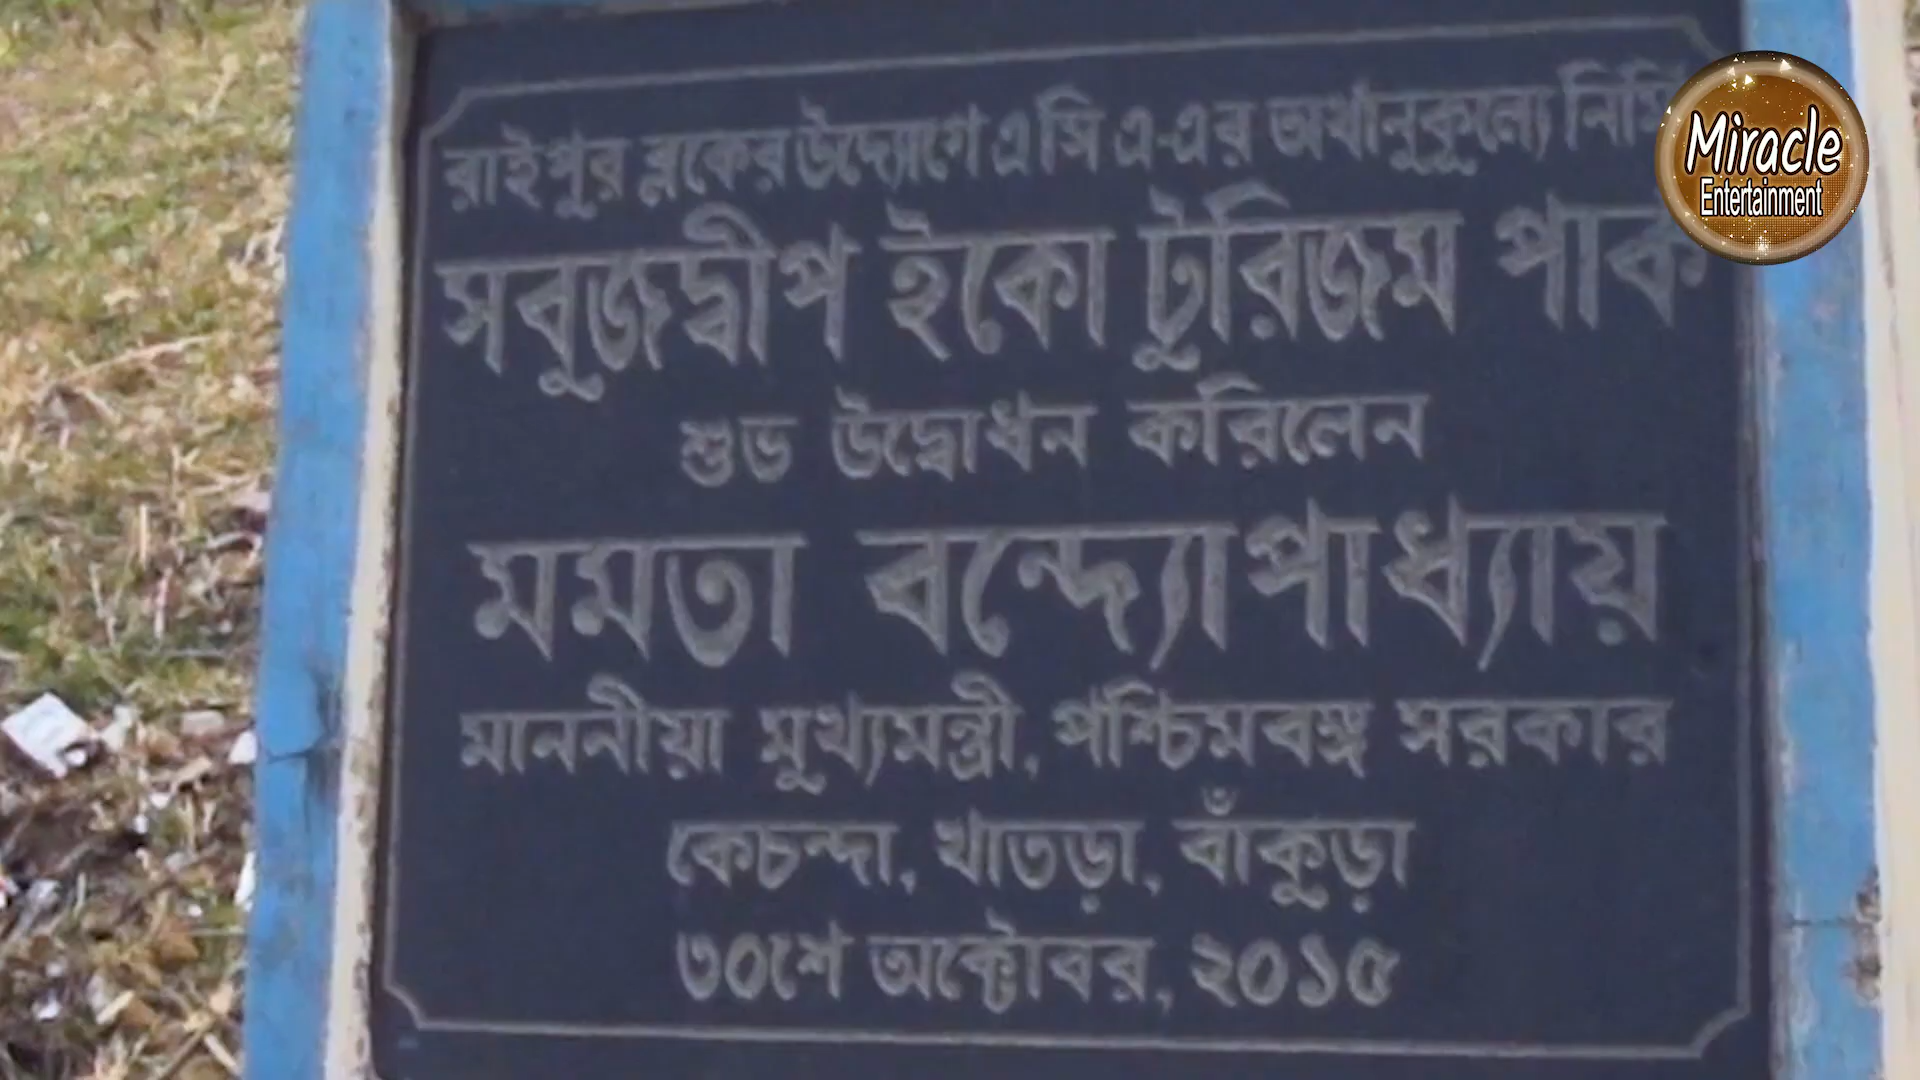 রাইপুর ব্লকের উদ্যোগে এ সি এ-এর অর্থানুকুল্যে
সবুজদ্বীপ ইকো টুরিজম পার্ক
শুভ উদ্বোধন করিলেন
মমতা বন্দ্যোপাধ্যায়
মাননীয়া মুখ্যমন্ত্রী, পশ্চিমবঙ্গ সরকার
কেচন্দা, খাতড়া, বাঁকুড়া
৩০শে অক্টোবর, ২০১৫
Miracle
Entertainment